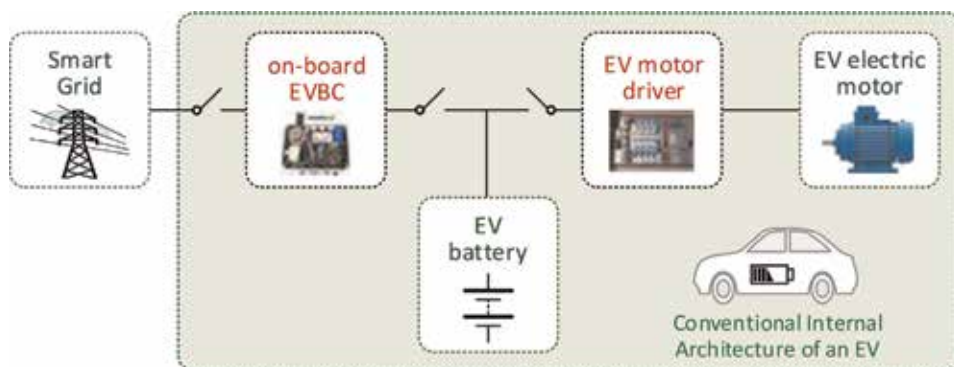 Smart
Grid
on-board
EVBC
EV motor
driver
EV electric
motor
EV
battery
Conventional Internal
Architecture of an EV